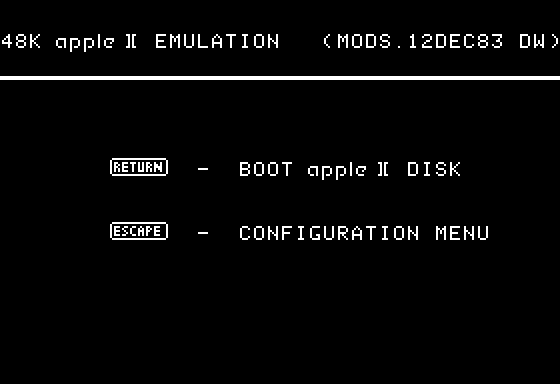 48K apple ][ EMULATION (MODS.12DEC83 DW)
RETURN - BOOT apple ][ DISK
ESCAPE - CONFIGURATION MENU